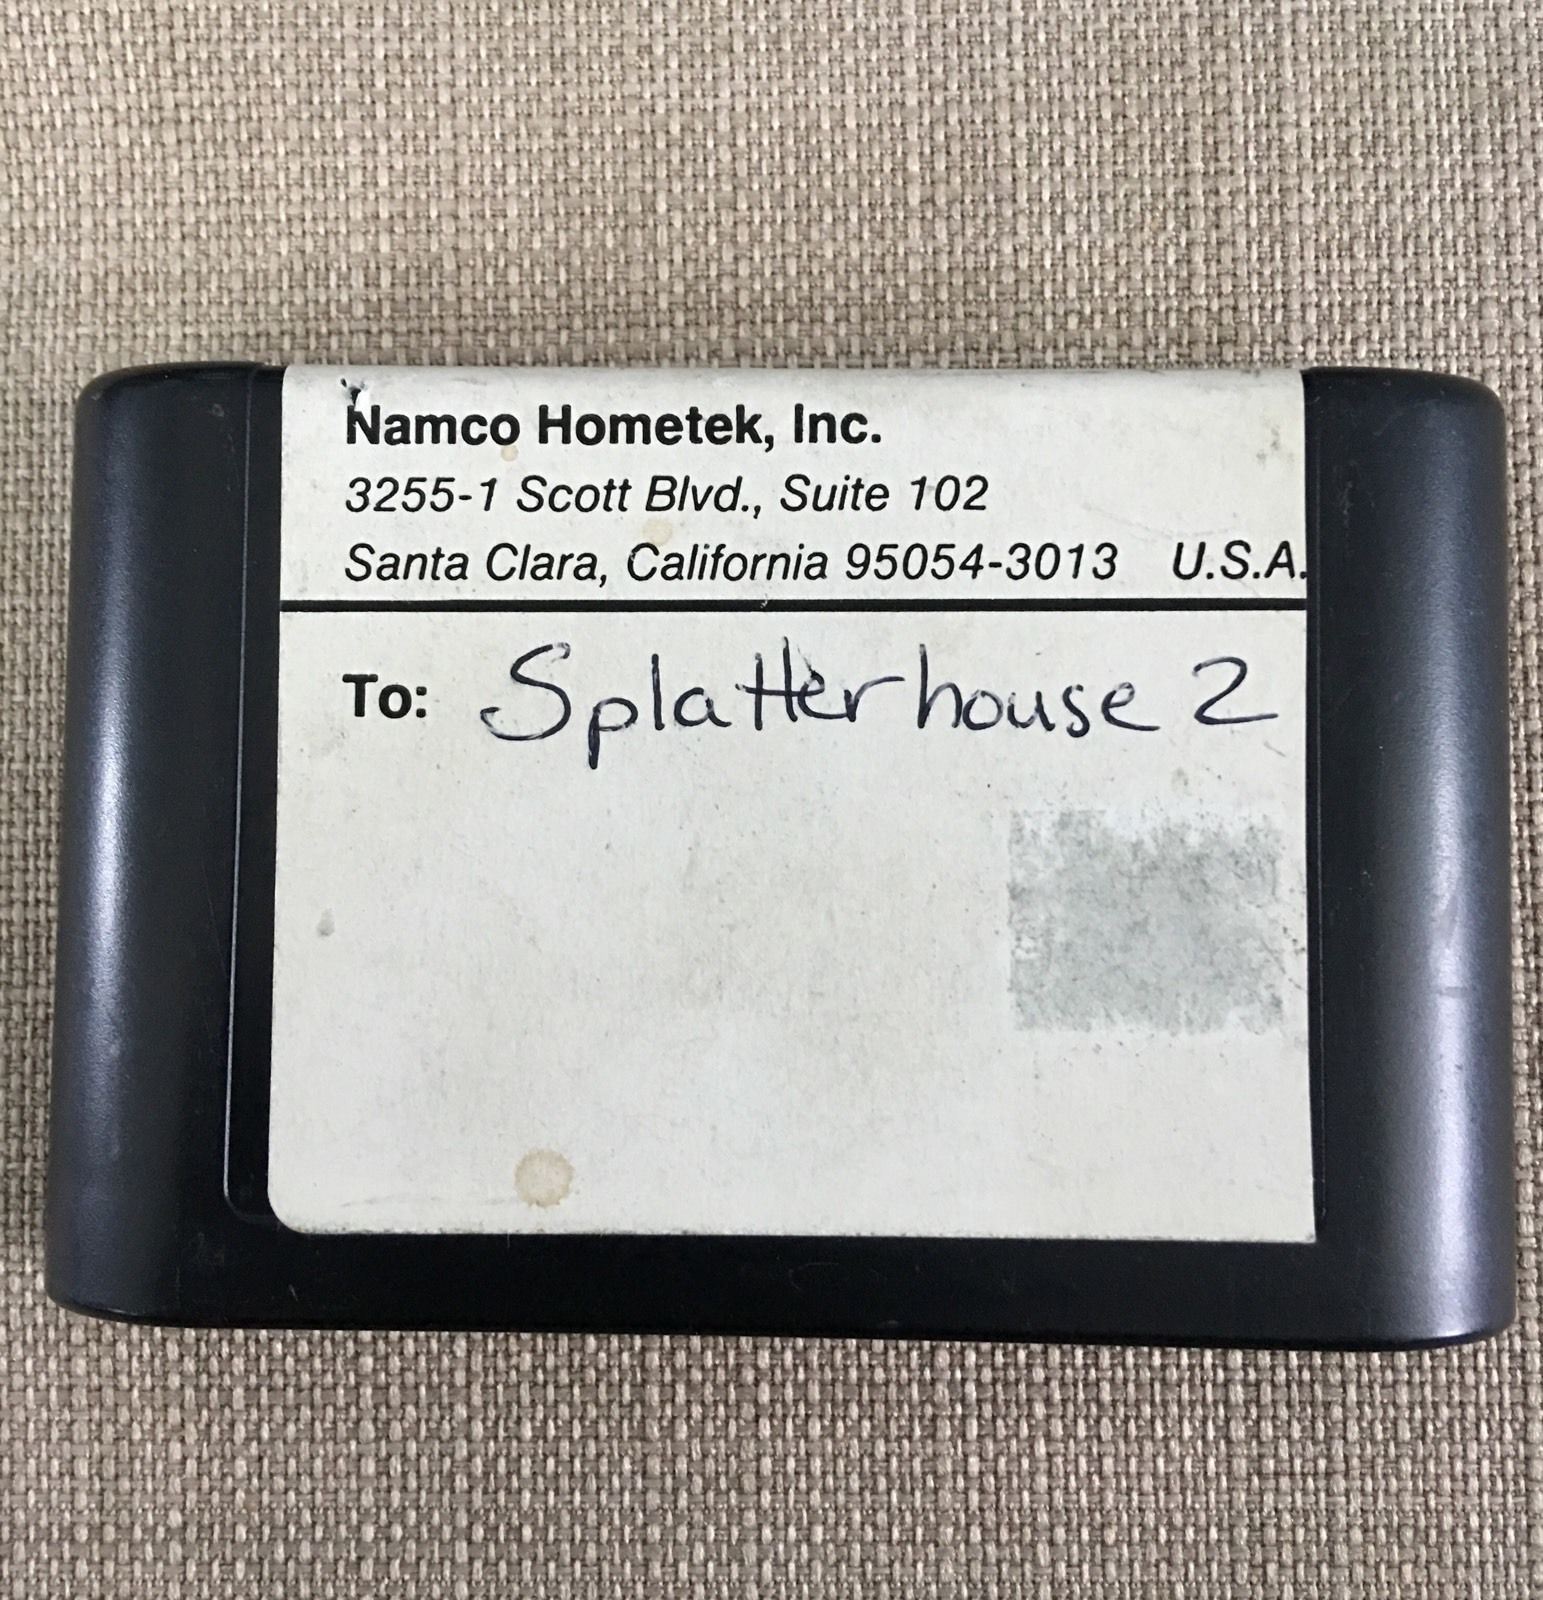 Namco Hometek, Inc.
3255-1 Scott Blvd., Suite 102
Santa Clara, California 95054-3013 U.S.A.
To: Splatterhouse 2